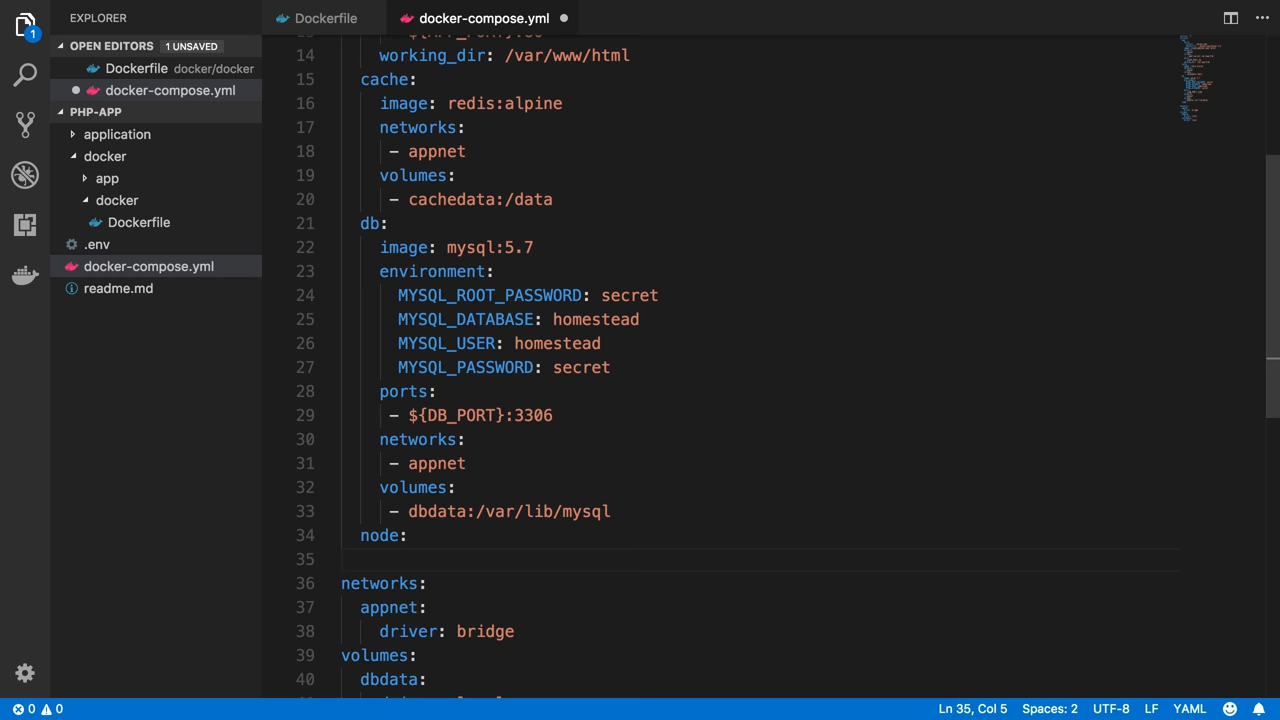 1
EXPLORER
OPEN EDITORS 1 UNSAVED
Dockerfile docker/docker
docker-compose.yml
PHP-APP
application
docker
app
docker
Dockerfile
.env
docker-compose.yml
readme.md
Dockerfile
docker-compose.yml
14 working_dir: /var/www/html
15 cache:
16 image: redis:alpine
17 networks:
18 - appnet
19 volumes:
20 - cachedata:/data
21 db:
22 image: mysql:5.7
23 environment:
24 MYSQL_ROOT_PASSWORD: secret
25 MYSQL_DATABASE: homestead
26 MYSQL_USER: homestead
27 MYSQL_PASSWORD: secret
28 ports:
29 - ${DB_PORT}:3306
30 networks:
31 - appnet
32 volumes:
33 - dbdata:/var/lib/mysql
34 node:
35
36 networks:
37 appnet:
38 driver: bridge
39 volumes:
40 dbdata:
0 0
Ln 35, Col 5 Spaces: 2 UTF-8 LF YAML